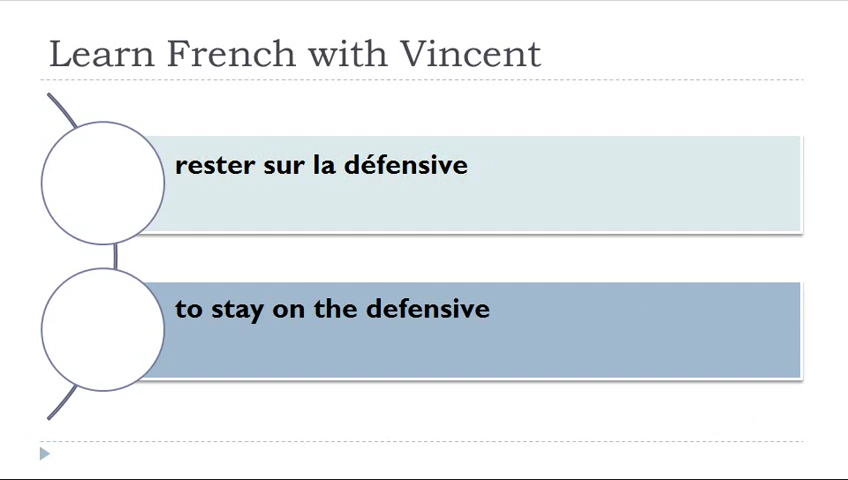 Learn French with Vincent
rester sur la défensive
to stay on the defensive